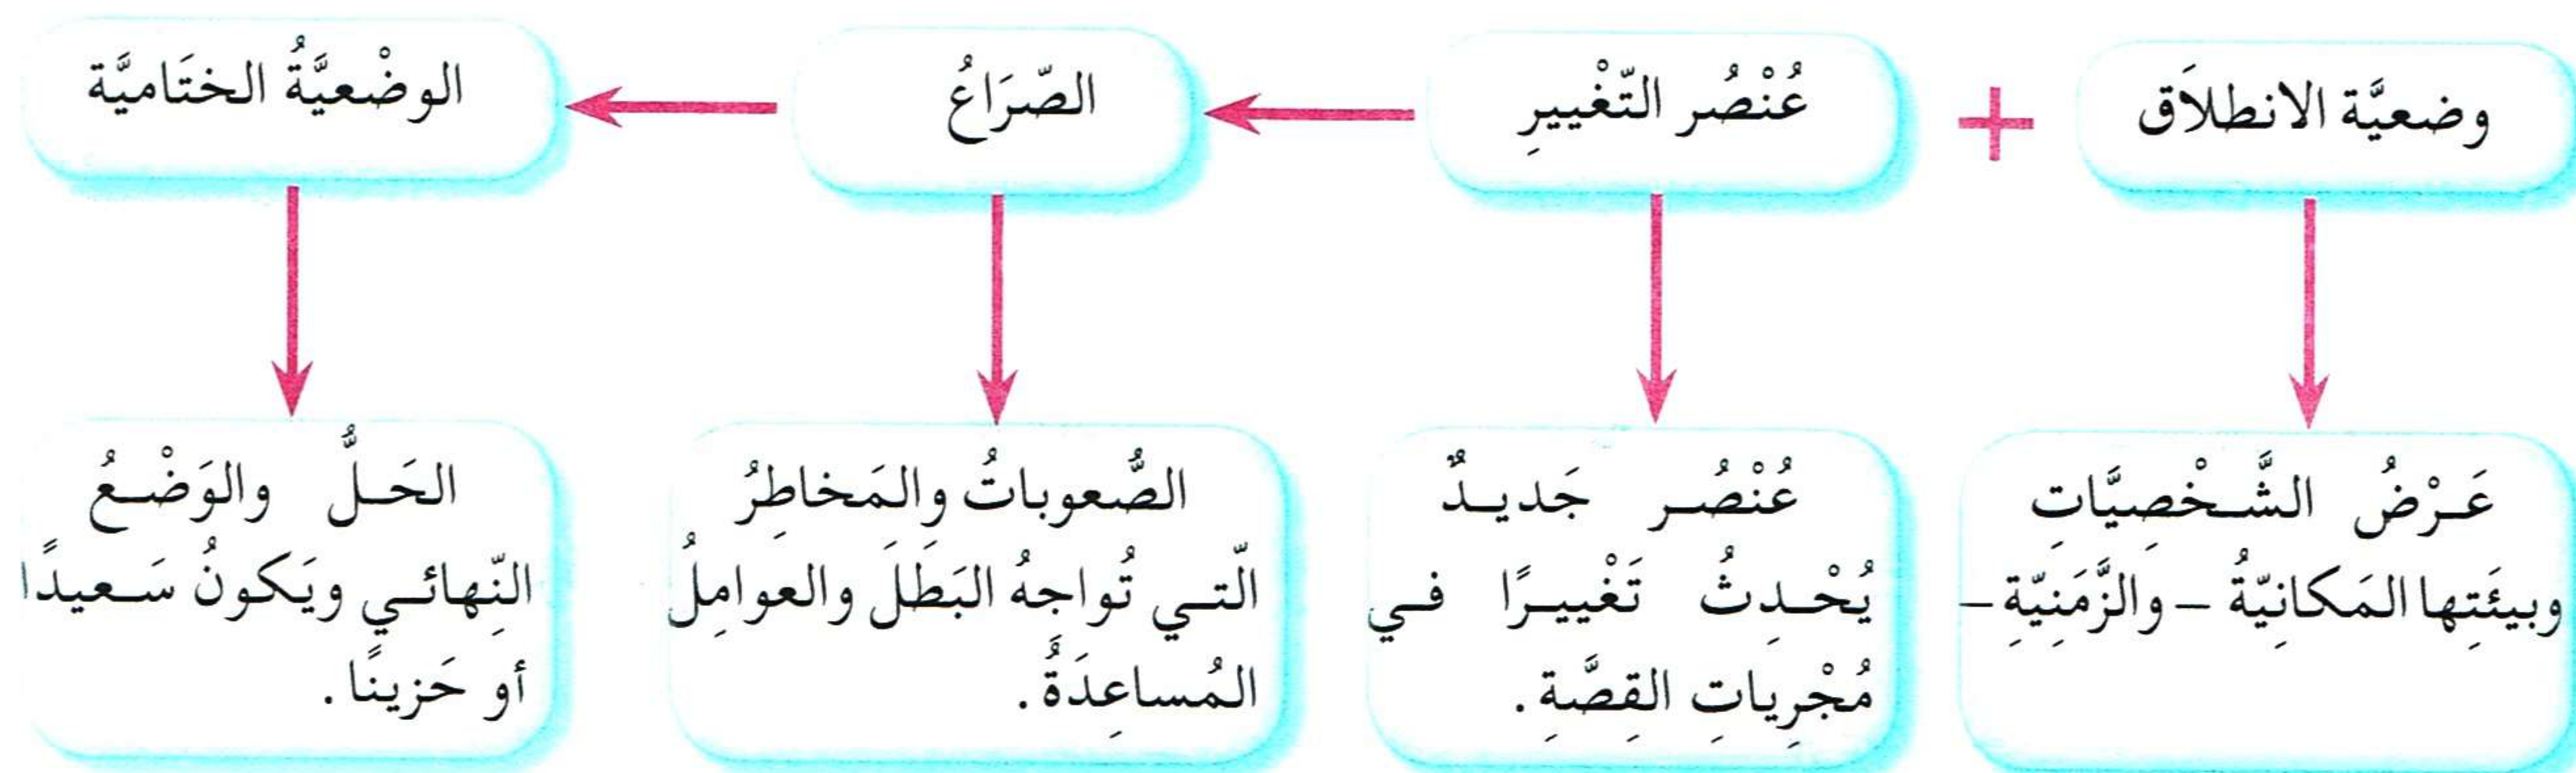 وضعيَّة الانطلاَق
+
عُنْصُر التّغْييرِ
الصّرَاعُ
الوضْعيَّةُ الختَاميَّة
عَرْضُ الشَّخْصِيَّاتِ
وبيئَتِها المَكانِيّةُ – والزَّمَنِيّةِ –
عُنْصُر جَديدٌ
يُحْدِثُ تَغْييرًا في
مُجْرِياتِ القِصَّةِ .
الصُّعوباتُ والمَخاطِرُ
الّتي تُواجِهُ البَطَلَ والعوامِلُ
المُساعِدَةُ .
الحَلُّ والوَضْعُ
النِّهائي ويَكونُ سَعيدًا
أو حَزينًا .